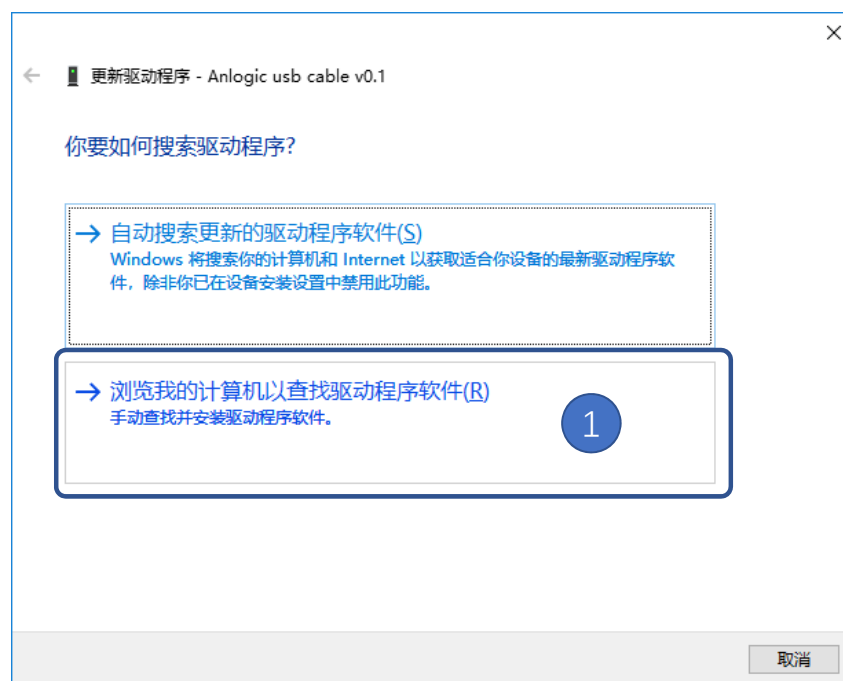 更新驱动程序 - Anlogic usb cable v0.1
你要如何搜索驱动程序?
自动搜索更新的驱动程序软件(S)
Windows 将搜索你的计算机和 Internet 以获取适合你设备的最新驱动程序软
件，除非你已在设备安装设置中禁用此功能。
浏览我的计算机以查找驱动程序软件(R)
手动查找并安装驱动程序软件。
1
取消